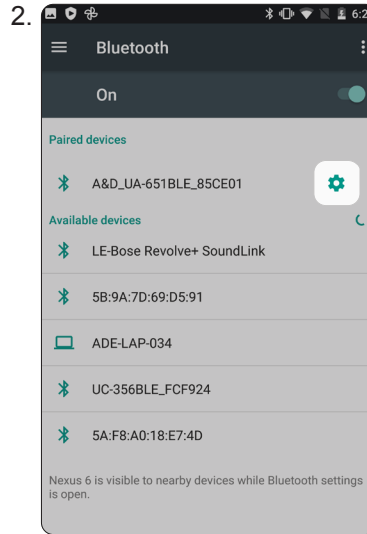 2.
6:2
Bluetooth
On
Paired devices
A&D_UA-651BLE_85CE01
Available devices
LE-Bose Revolve+ SoundLink
5B:9A:7D:69:D5:91
ADE-LAP-034
UC-356BLE_FCF924
5A:F8:A0:18:E7:4D
Nexus 6 is visible to nearby devices while Bluetooth settings
is open.